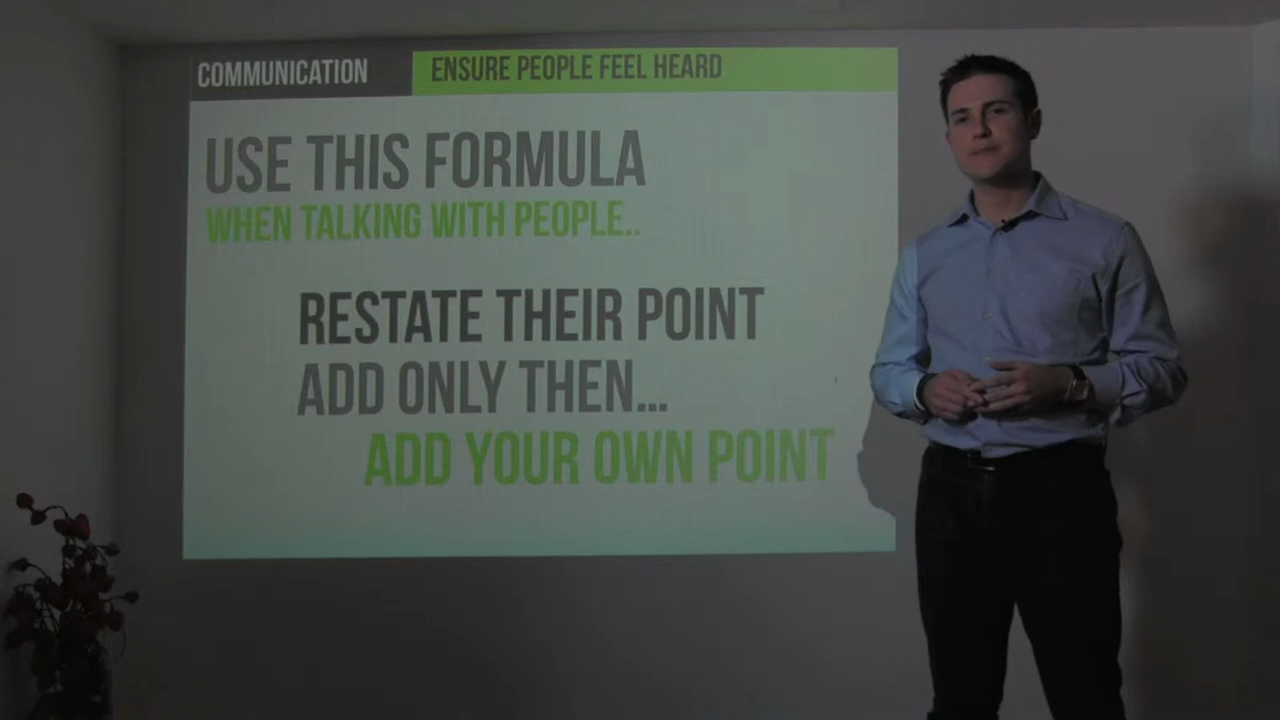 COMMUNICATION
ENSURE PEOPLE FEEL HEARD
USE THIS FORMULA
WHEN TALKING WITH PEOPLE..
RESTATE THEIR POINT
ADD ONLY THEN...
ADD YOUR OWN POINT